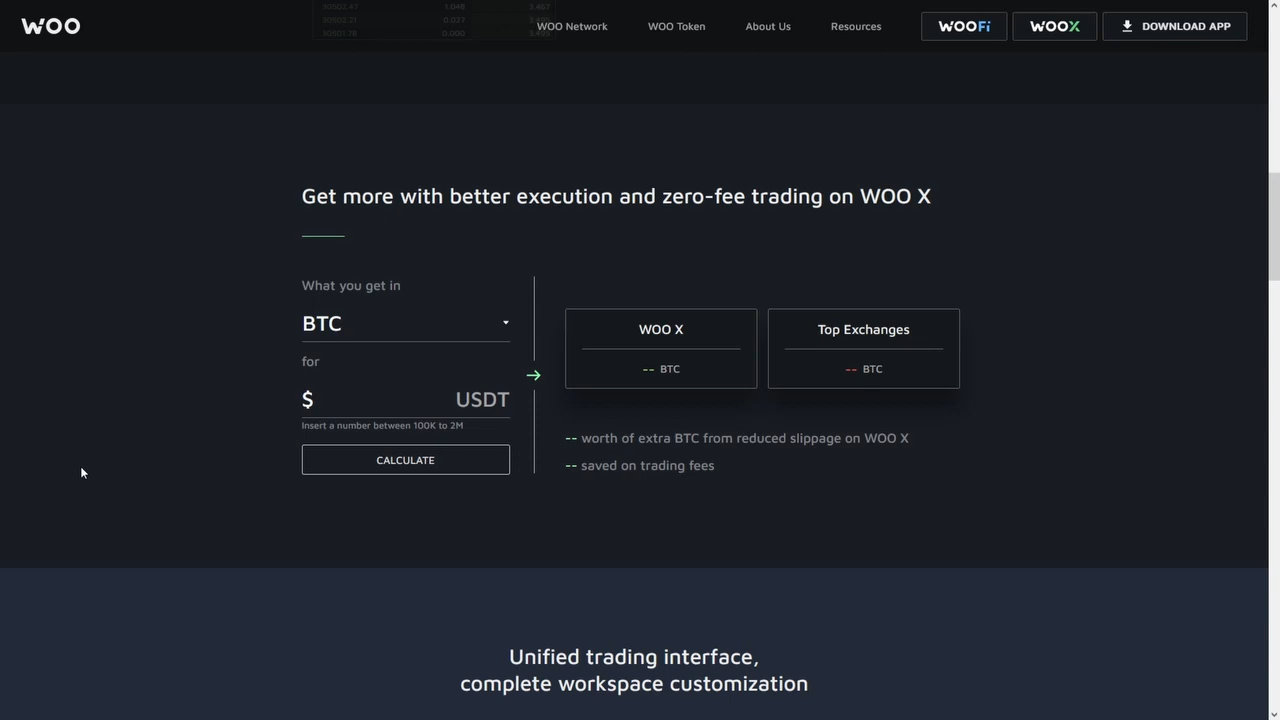 WOO
WOO Network
WOO Token
About Us
Resources
WOOFi
WOOX
DOWNLOAD APP
Get more with better execution and zero-fee trading on WOO X
What you get in
BTC
for
$ USDT
Insert a number between 100K to 2M
CALCULATE
WOO X
-- BTC
Top Exchanges
-- BTC
-- worth of extra BTC from reduced slippage on WOO X
-- saved on trading fees
Unified trading interface,
complete workspace customization